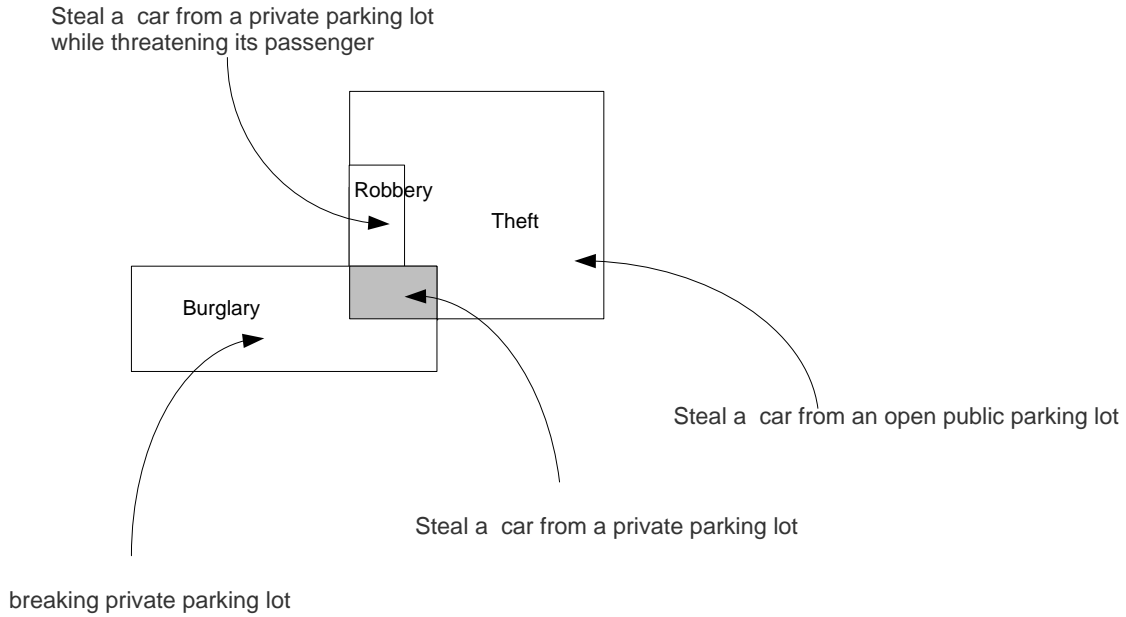 Steal a  car from a private parking lot
while threatening its passenger
Robbery
Theft
Burglary
Steal a  car from an open public parking lot
Steal a  car from a private parking lot
breaking private parking lot